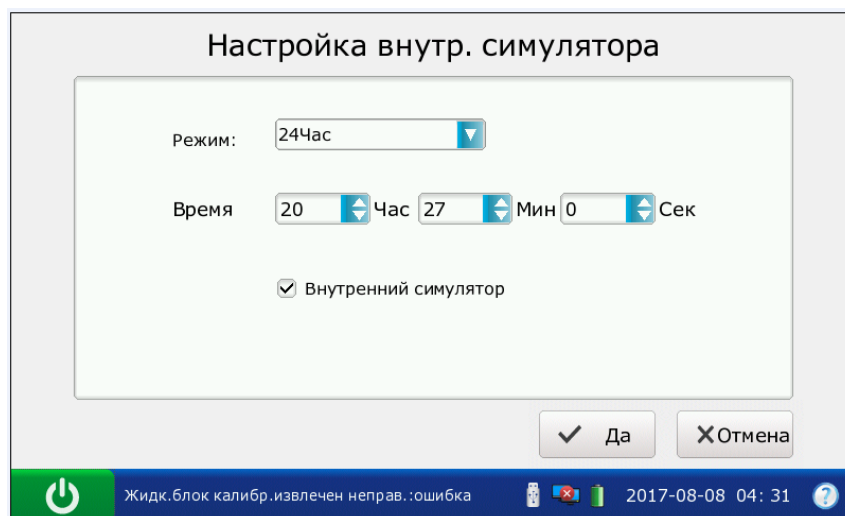 Настройка внутр. симулятора
Режим: 24Час
Время 20 Час 27 Мин 0 Сек
Внутренний симулятор
Да Отмена
Жидк.блок калибр.извлечен неправ.:ошибка 2017-08-08 04: 31 ?